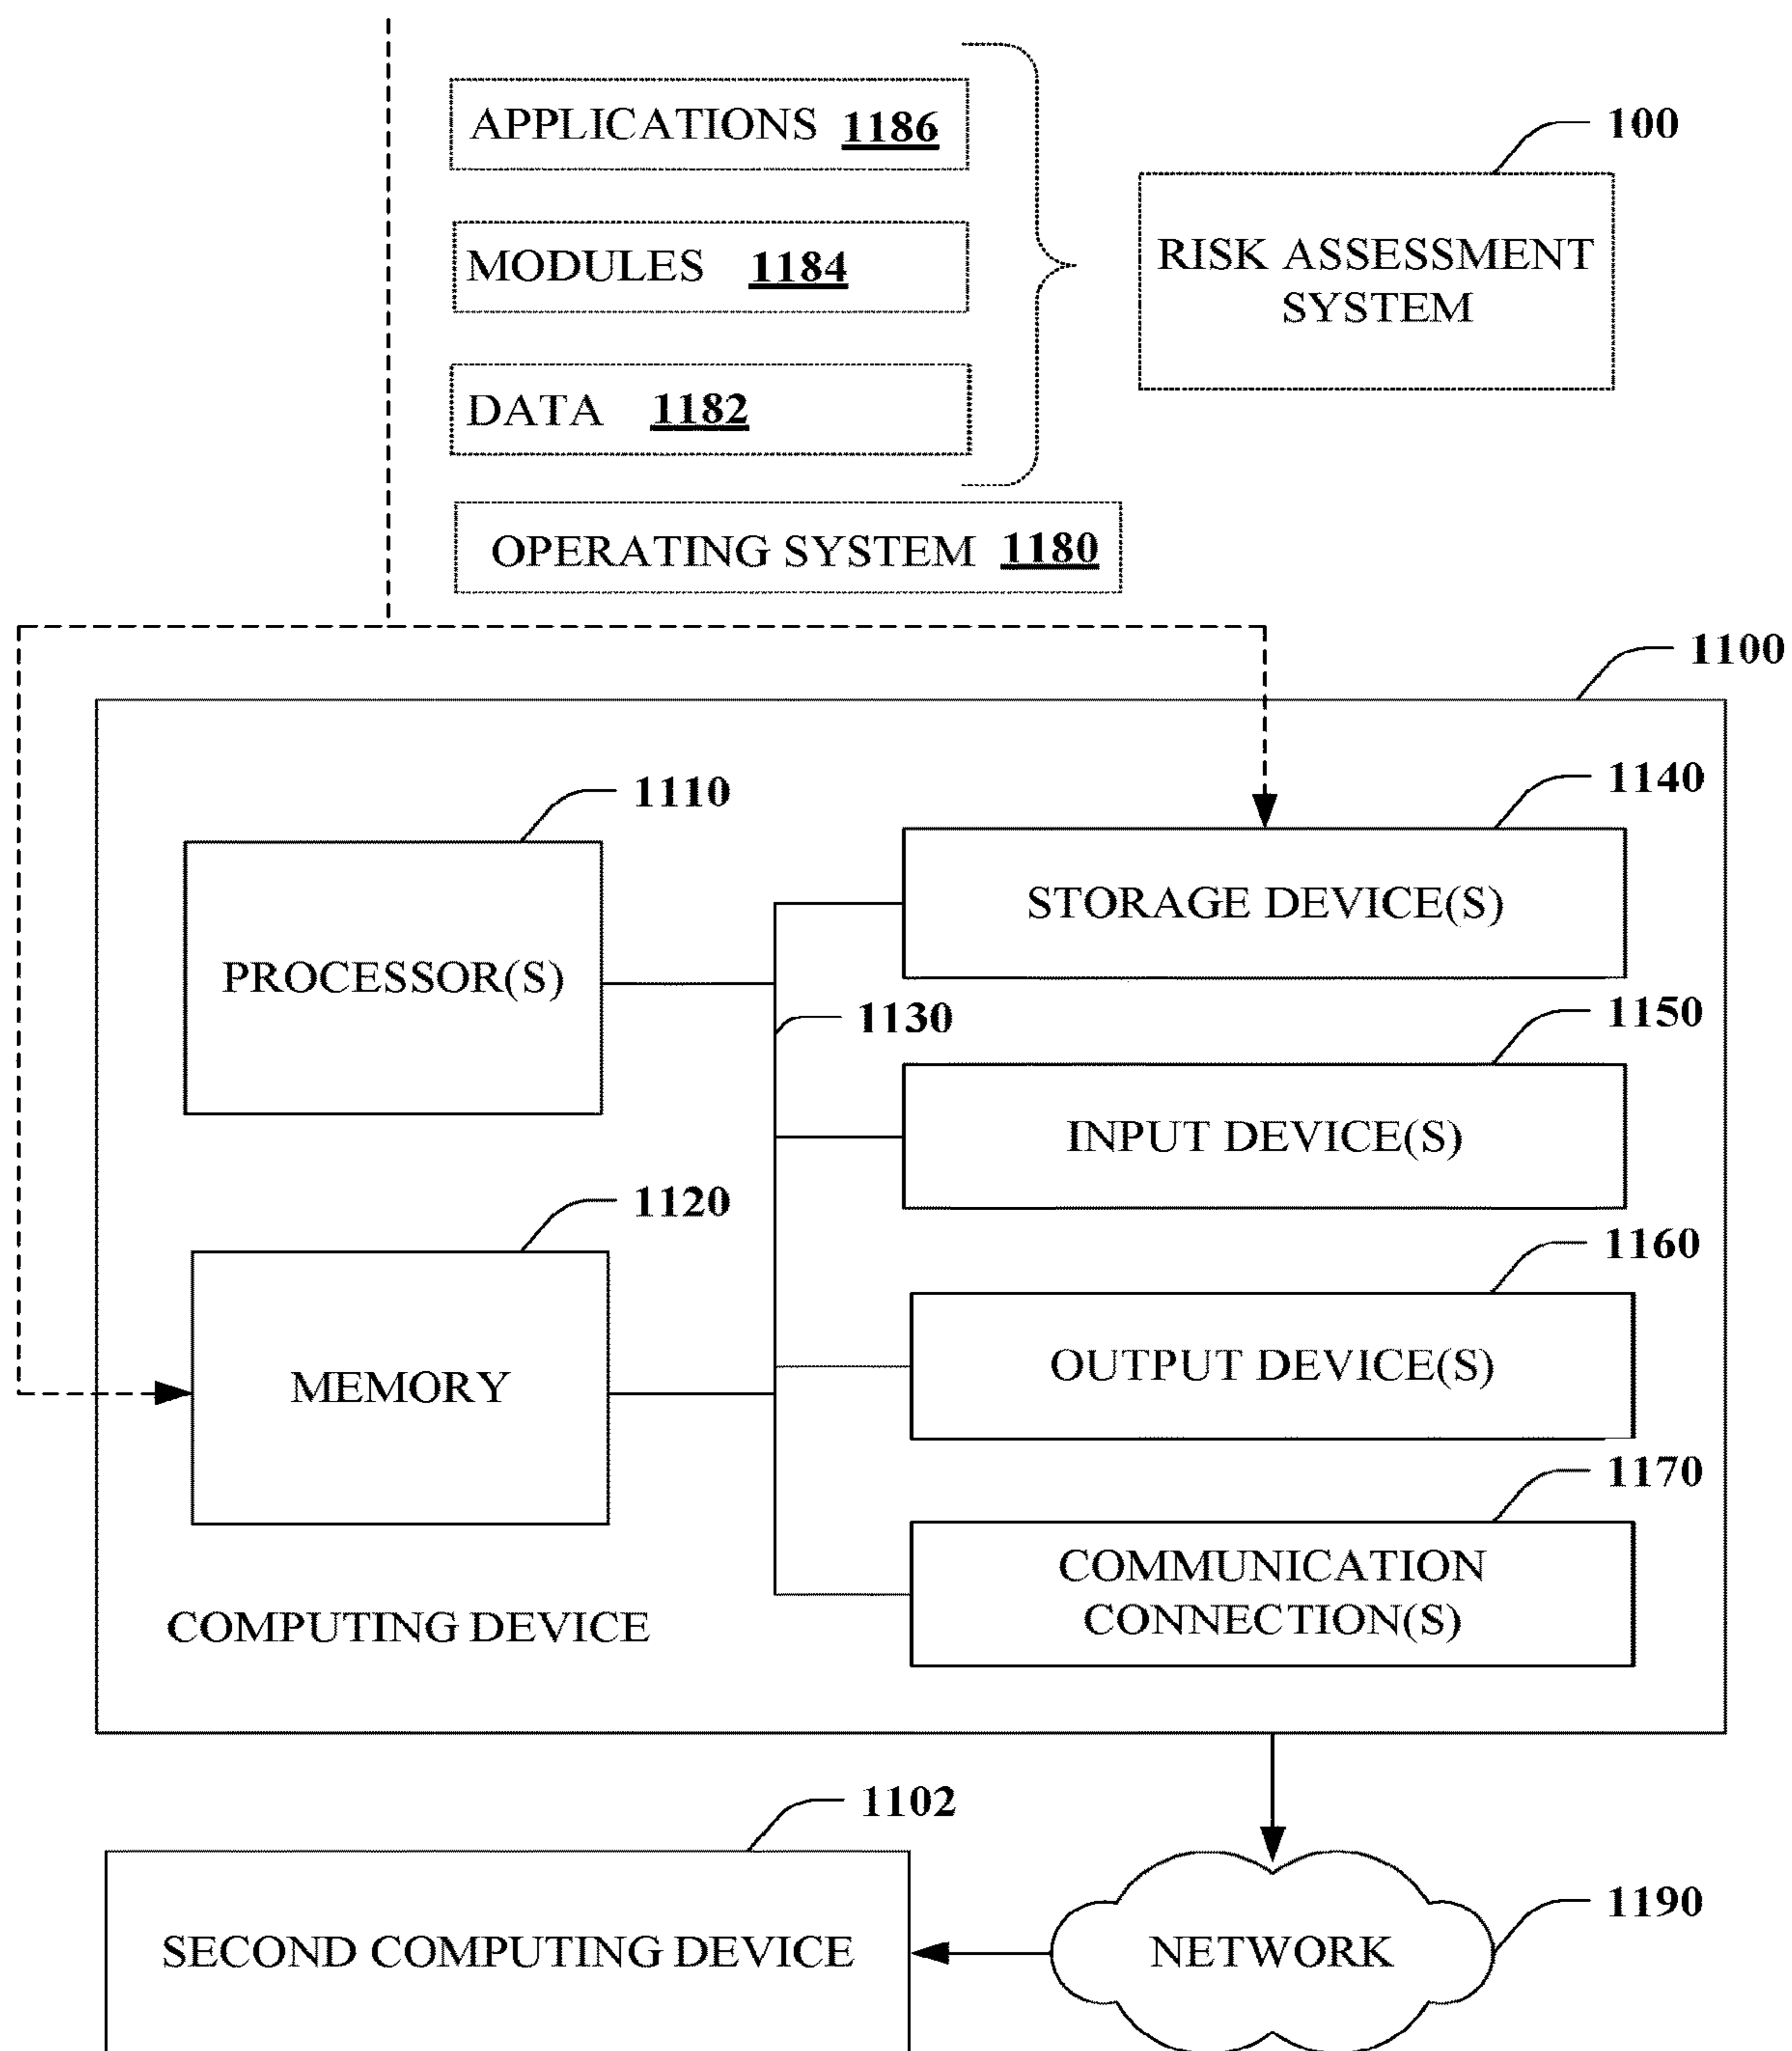 APPLICATIONS 1186
100
RISK ASSESSMENT
SYSTEM
MODULES 1184
DATA 1182
OPERATING SYSTEM 1180
1100
1110
PROCESSOR(S)
1140
STORAGE DEVICE(S)
1130
1150
INPUT DEVICE(S)
1120
MEMORY
1160
OUTPUT DEVICE(S)
1170
COMMUNICATION
CONNECTION(S)
COMPUTING DEVICE
1102
SECOND COMPUTING DEVICE
NETWORK
1190